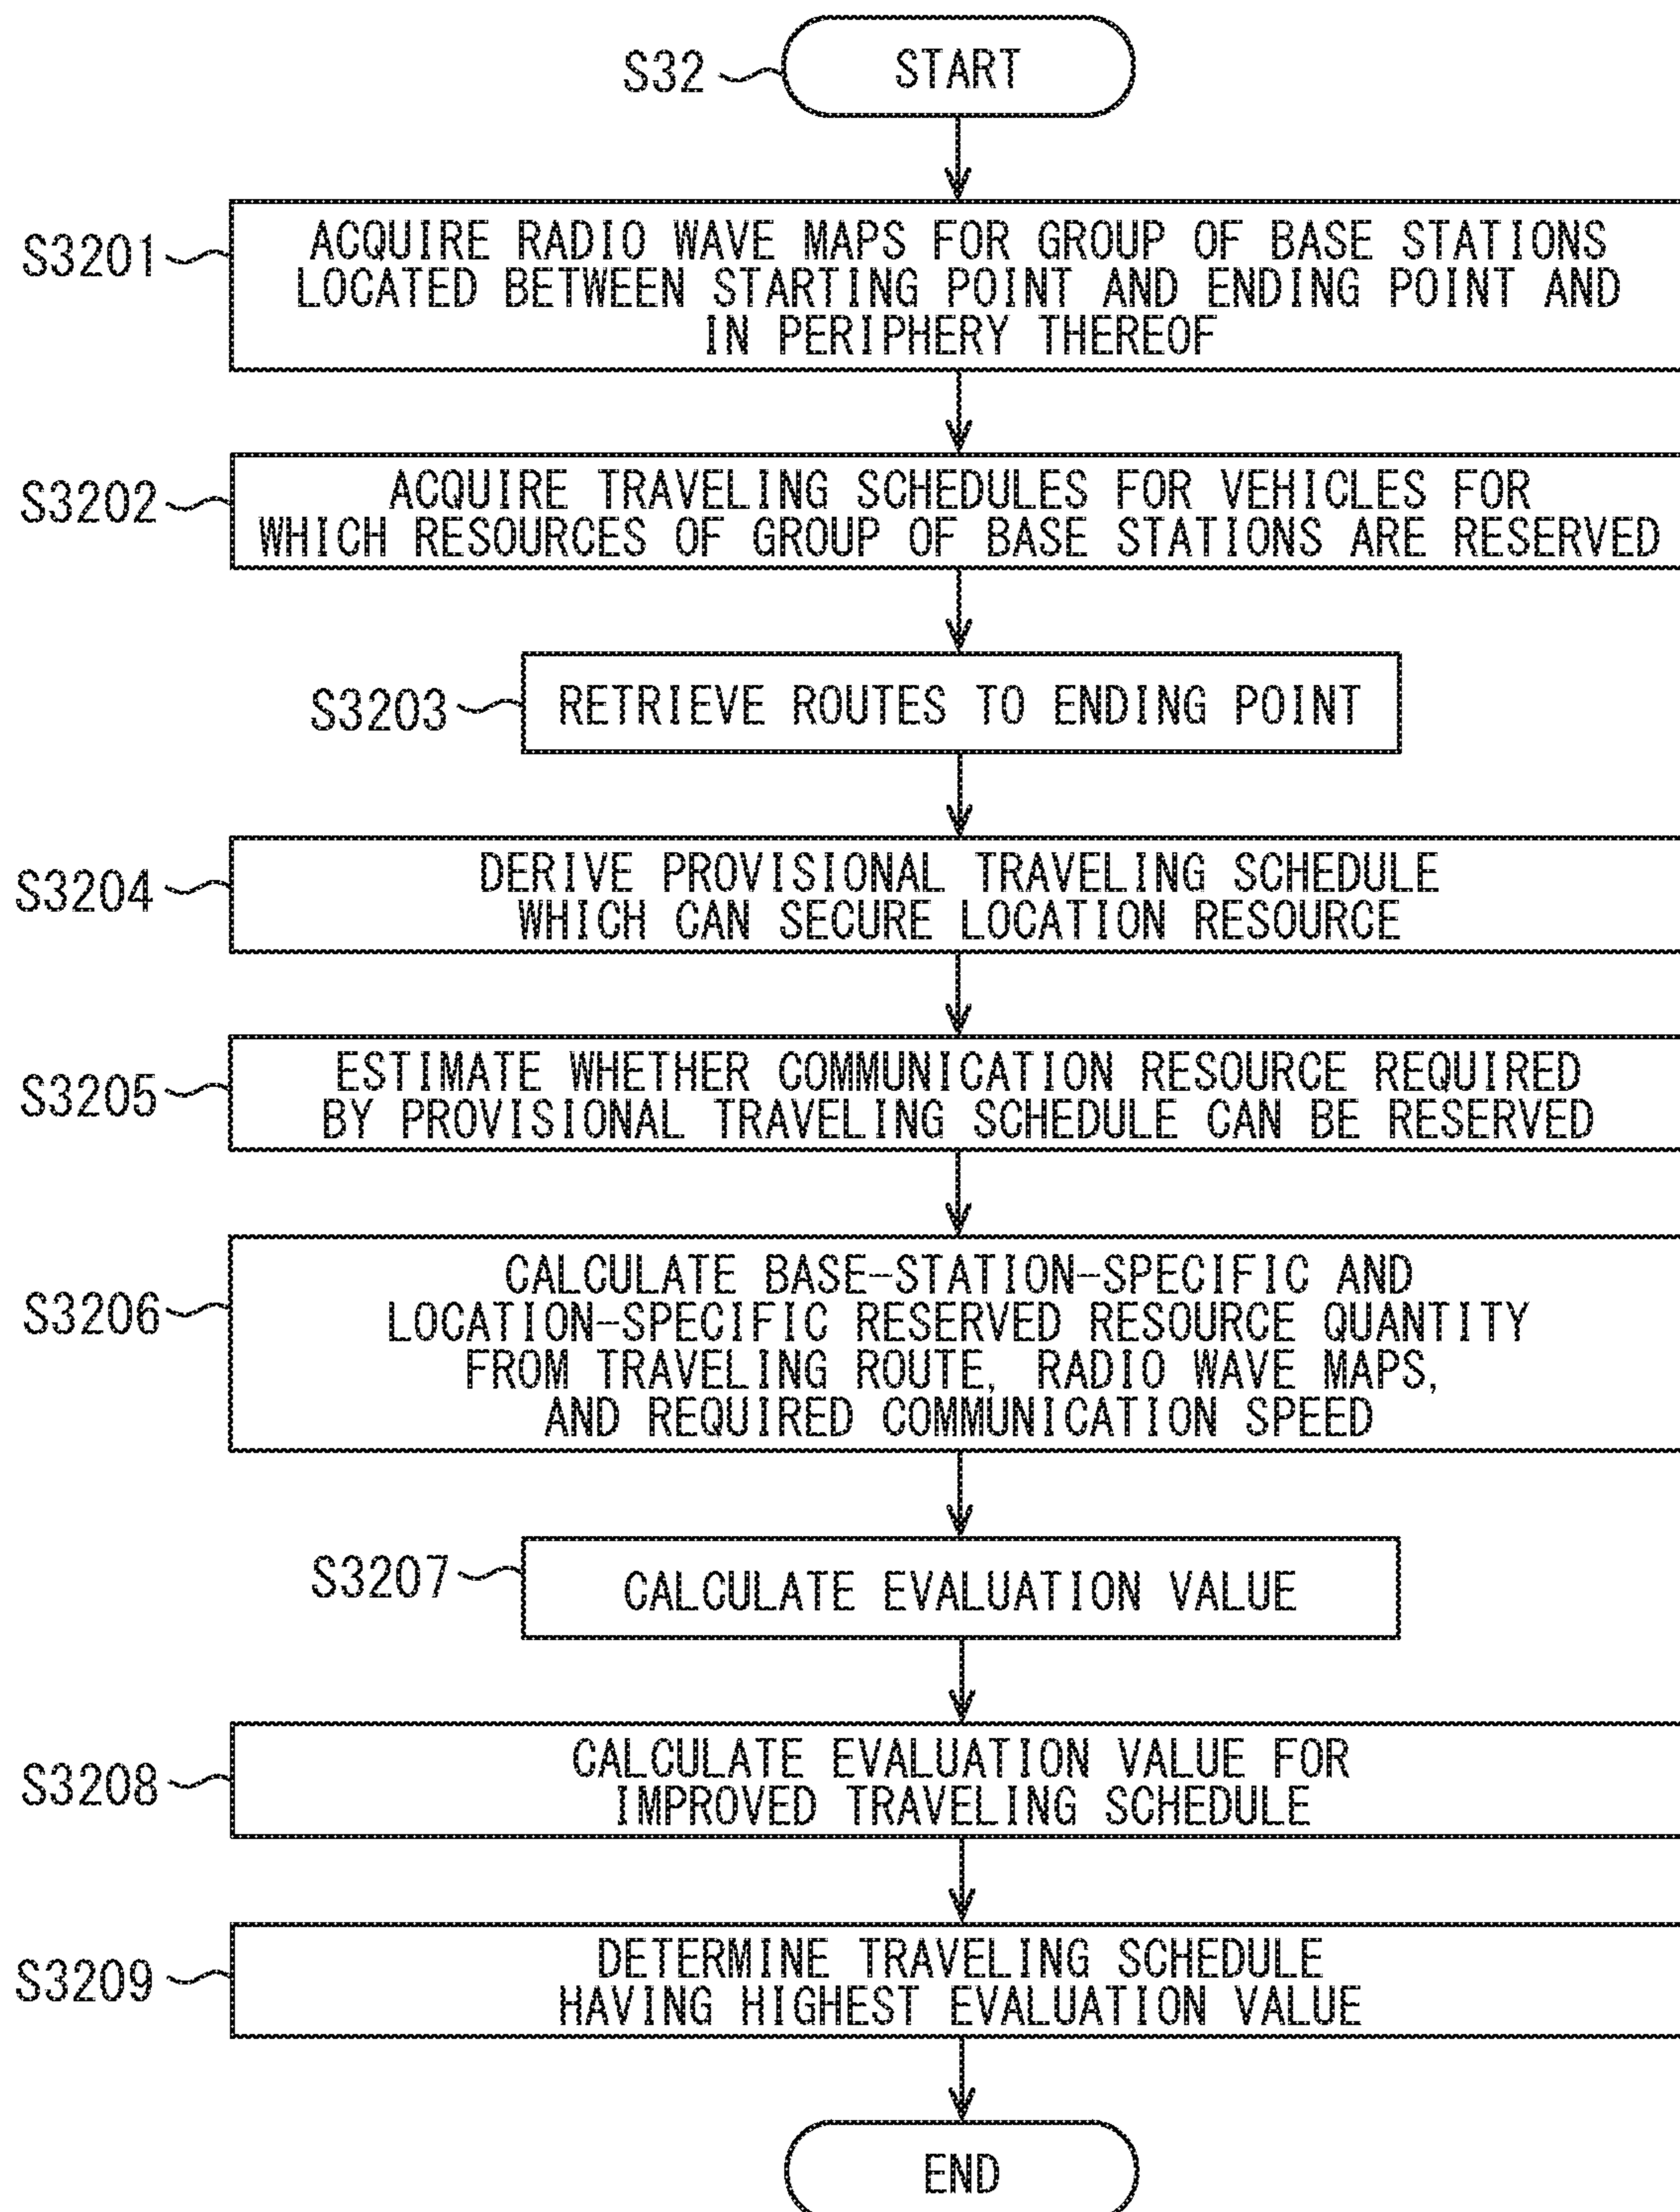 S32
START
S3201
ACQUIRE RADIO WAVE MAPS FOR GROUP OF BASE STATIONS
LOCATED BETWEEN STARTING POINT AND ENDING POINT AND
IN PERIPHERY THEREOF
S3202
ACQUIRE TRAVELING SCHEDULES FOR VEHICLES FOR
WHICH RESOURCES OF GROUP OF BASE STATIONS ARE RESERVED
S3203
RETRIEVE ROUTES TO ENDING POINT
S3204
DERIVE PROVISIONAL TRAVELING SCHEDULE
WHICH CAN SECURE LOCATION RESOURCE
S3205
ESTIMATE WHETHER COMMUNICATION RESOURCE REQUIRED
BY PROVISIONAL TRAVELING SCHEDULE CAN BE RESERVED
S3206
CALCULATE BASE-STATION-SPECIFIC AND
LOCATION-SPECIFIC RESERVED RESOURCE QUANTITY
FROM TRAVELING ROUTE, RADIO WAVE MAPS,
AND REQUIRED COMMUNICATION SPEED
S3207
CALCULATE EVALUATION VALUE
S3208
CALCULATE EVALUATION VALUE FOR
IMPROVED TRAVELING SCHEDULE
S3209
DETERMINE TRAVELING SCHEDULE
HAVING HIGHEST EVALUATION VALUE
END